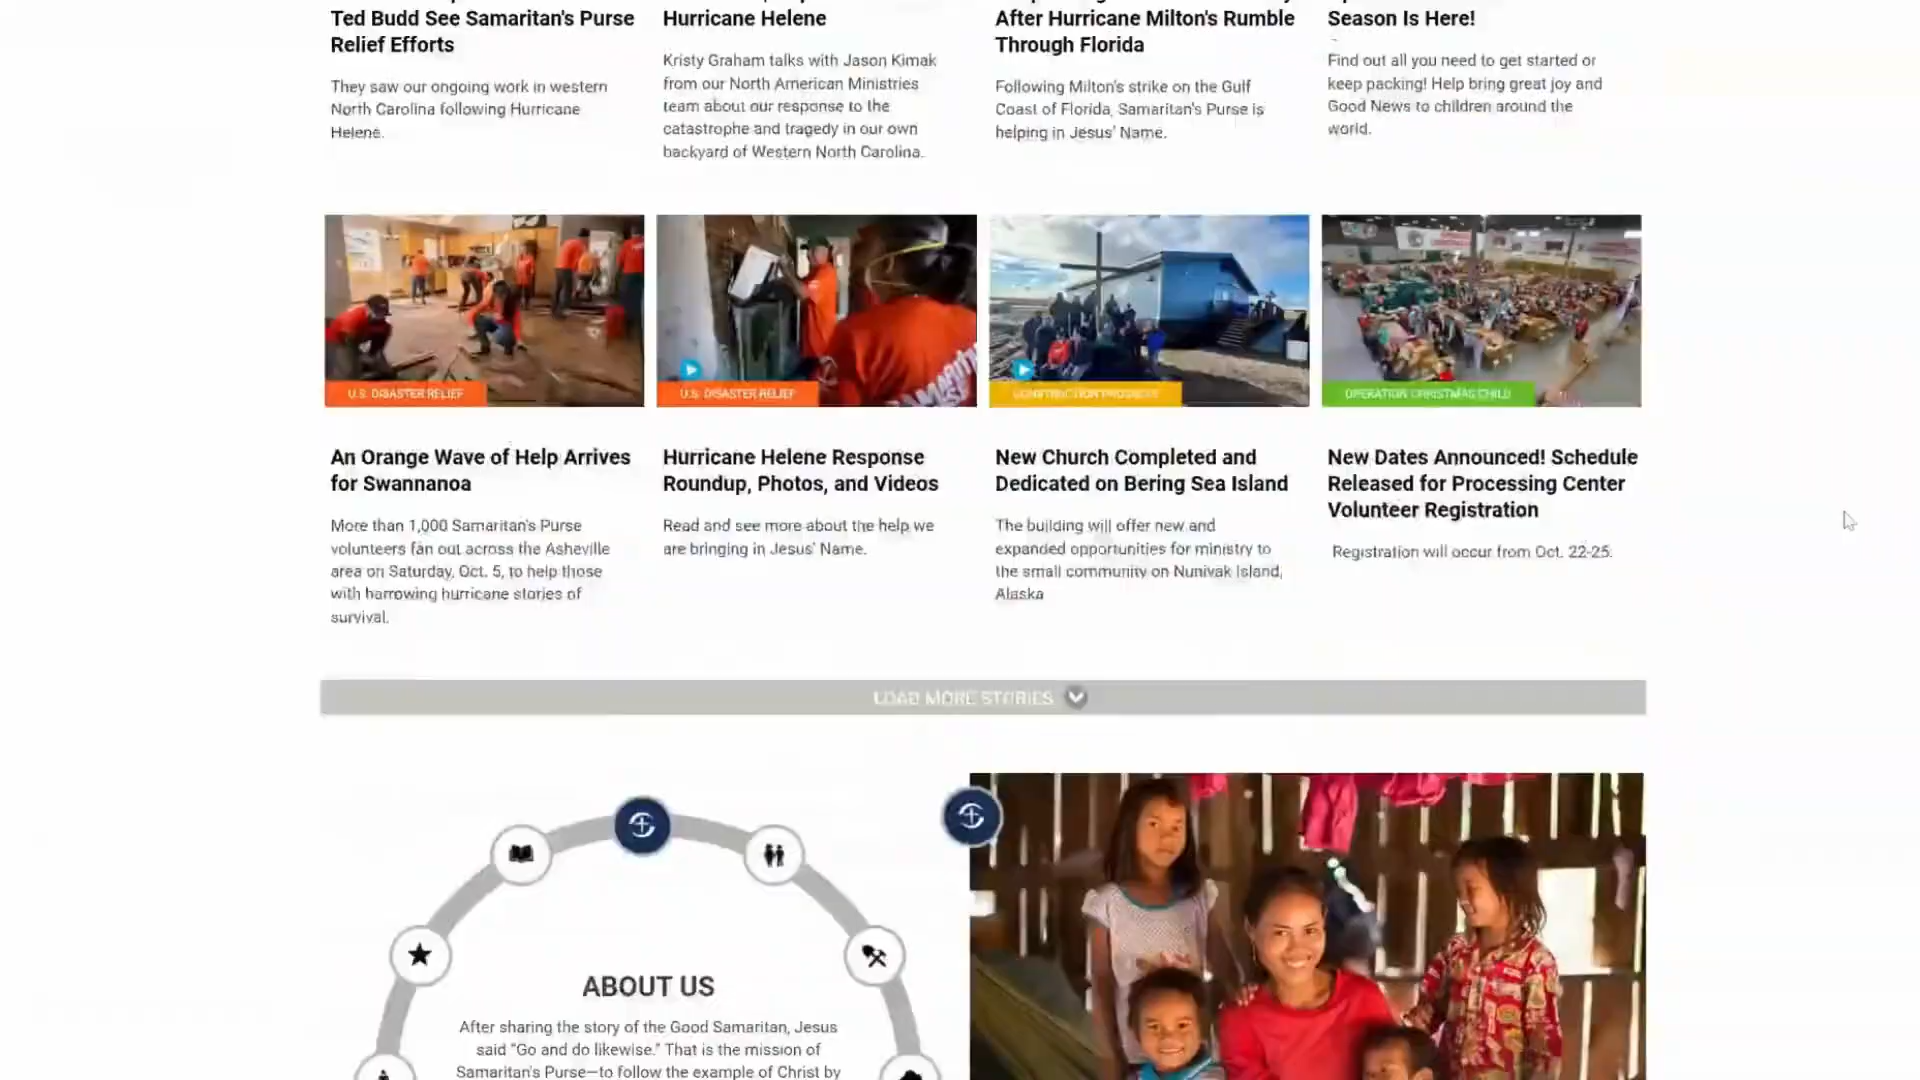 Ted Budd See Samaritan's Purse
Relief Efforts
They saw our ongoing work in western
North Carolina following Hurricane
Helene.
Hurricane Helene
Kristy Graham talks with Jason Kimak
from our North American Ministries
team about our response to the
catastrophe and tragedy in our own
backyard of Western North Carolina.
After Hurricane Milton's Rumble
Through Florida
Following Milton's strike on the Gulf
Coast of Florida, Samaritan's Purse is
helping in Jesus' Name.
Season Is Here!
Find out all you need to get started or
keep packing! Help bring great joy and
Good News to children around the
world.
U.S. DISASTER RELIEF
An Orange Wave of Help Arrives
for Swannanoa
More than 1,000 Samaritan's Purse
volunteers fan out across the Asheville
area on Saturday, Oct. 5, to help those
with harrowing hurricane stories of
survival.
U.S. DISASTER RELIEF
Hurricane Helene Response
Roundup, Photos, and Videos
Read and see more about the help we
are bringing in Jesus' Name.
CONSTRUCTION PROGRAMS
New Church Completed and
Dedicated on Bering Sea Island
The building will offer new and
expanded opportunities for ministry to
the small community on Nunivak Island,
Alaska
OPERATION CHRISTMAS CHILD
New Dates Announced! Schedule
Released for Processing Center
Volunteer Registration
Registration will occur from Oct. 22-25.
LOAD MORE STORIES
ABOUT US
After sharing the story of the Good Samaritan, Jesus
said "Go and do likewise." That is the mission of
Samaritan's Purse—to follow the example of Christ by